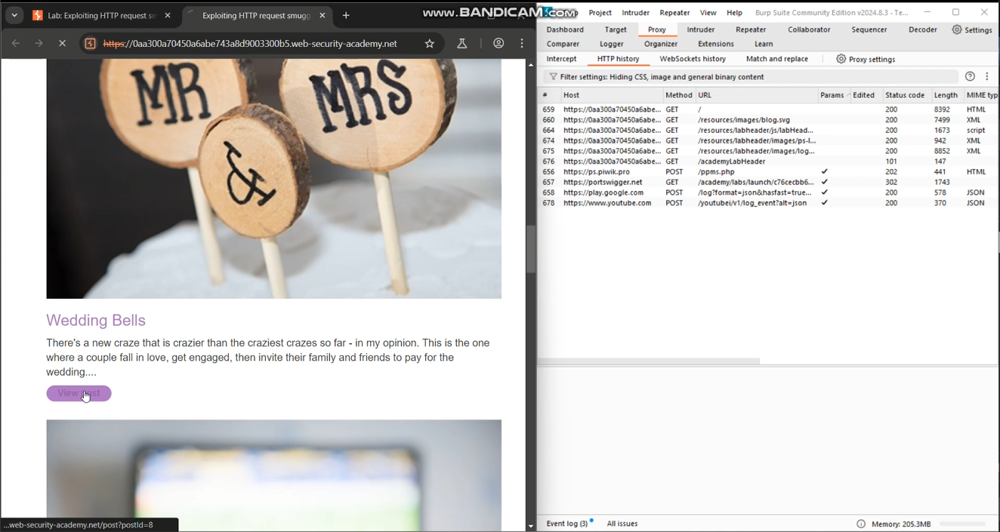 Lab: Exploiting HTTP request sn
Exploiting HTTP request smugg
www.BANDICAM.com
https://0aa300a70450a6abe743a8d9003300b5.web-security-academy.net
MR
MRS
&
Wedding Bells
There's a new craze that is crazier than the craziest crazes so far - in my opinion. This is the one
where a couple fall in love, get engaged, then invite their family and friends to pay for the
wedding....
View post
...web-security-academy.net/post?postId=8
Project Intruder Repeater View Help Burp Suite Community Edition v2024.8.3 - Te...
Dashboard Target Proxy Intruder Repeater Collaborator Sequencer Decoder Settings
Comparer Logger Organizer Extensions Learn
Intercept HTTP history WebSockets history Match and replace Proxy settings
Filter settings: Hiding CSS, image and general binary content
# Host Method URL Params Edited Status code Length MIME typ
659 https://0aa300a70450a6abe... GET / 200 8392 HTML
660 https://0aa300a70450a6abe... GET /resources/images/blog.svg 200 7499 XML
664 https://0aa300a70450a6abe... GET /resources/labheader/js/labHead... 200 1673 script
674 https://0aa300a70450a6abe... GET /resources/labheader/images/ps-l... 200 942 XML
675 https://0aa300a70450a6abe... GET /resources/labheader/images/log... 200 8852 XML
676 https://0aa300a70450a6abe... GET /academyLabHeader 101 147
656 https://ps.piwik.pro POST /ppms.php ✓ 202 441 HTML
657 https://portswigger.net GET /academy/labs/launch/c76cecbb6... ✓ 302 1743
658 https://play.google.com POST /log?format=json&hasfast=true... ✓ 200 578 JSON
678 https://www.youtube.com POST /youtubei/v1/log_event?alt=json ✓ 200 370 JSON
Event log (3) All issues Memory: 205.3MB